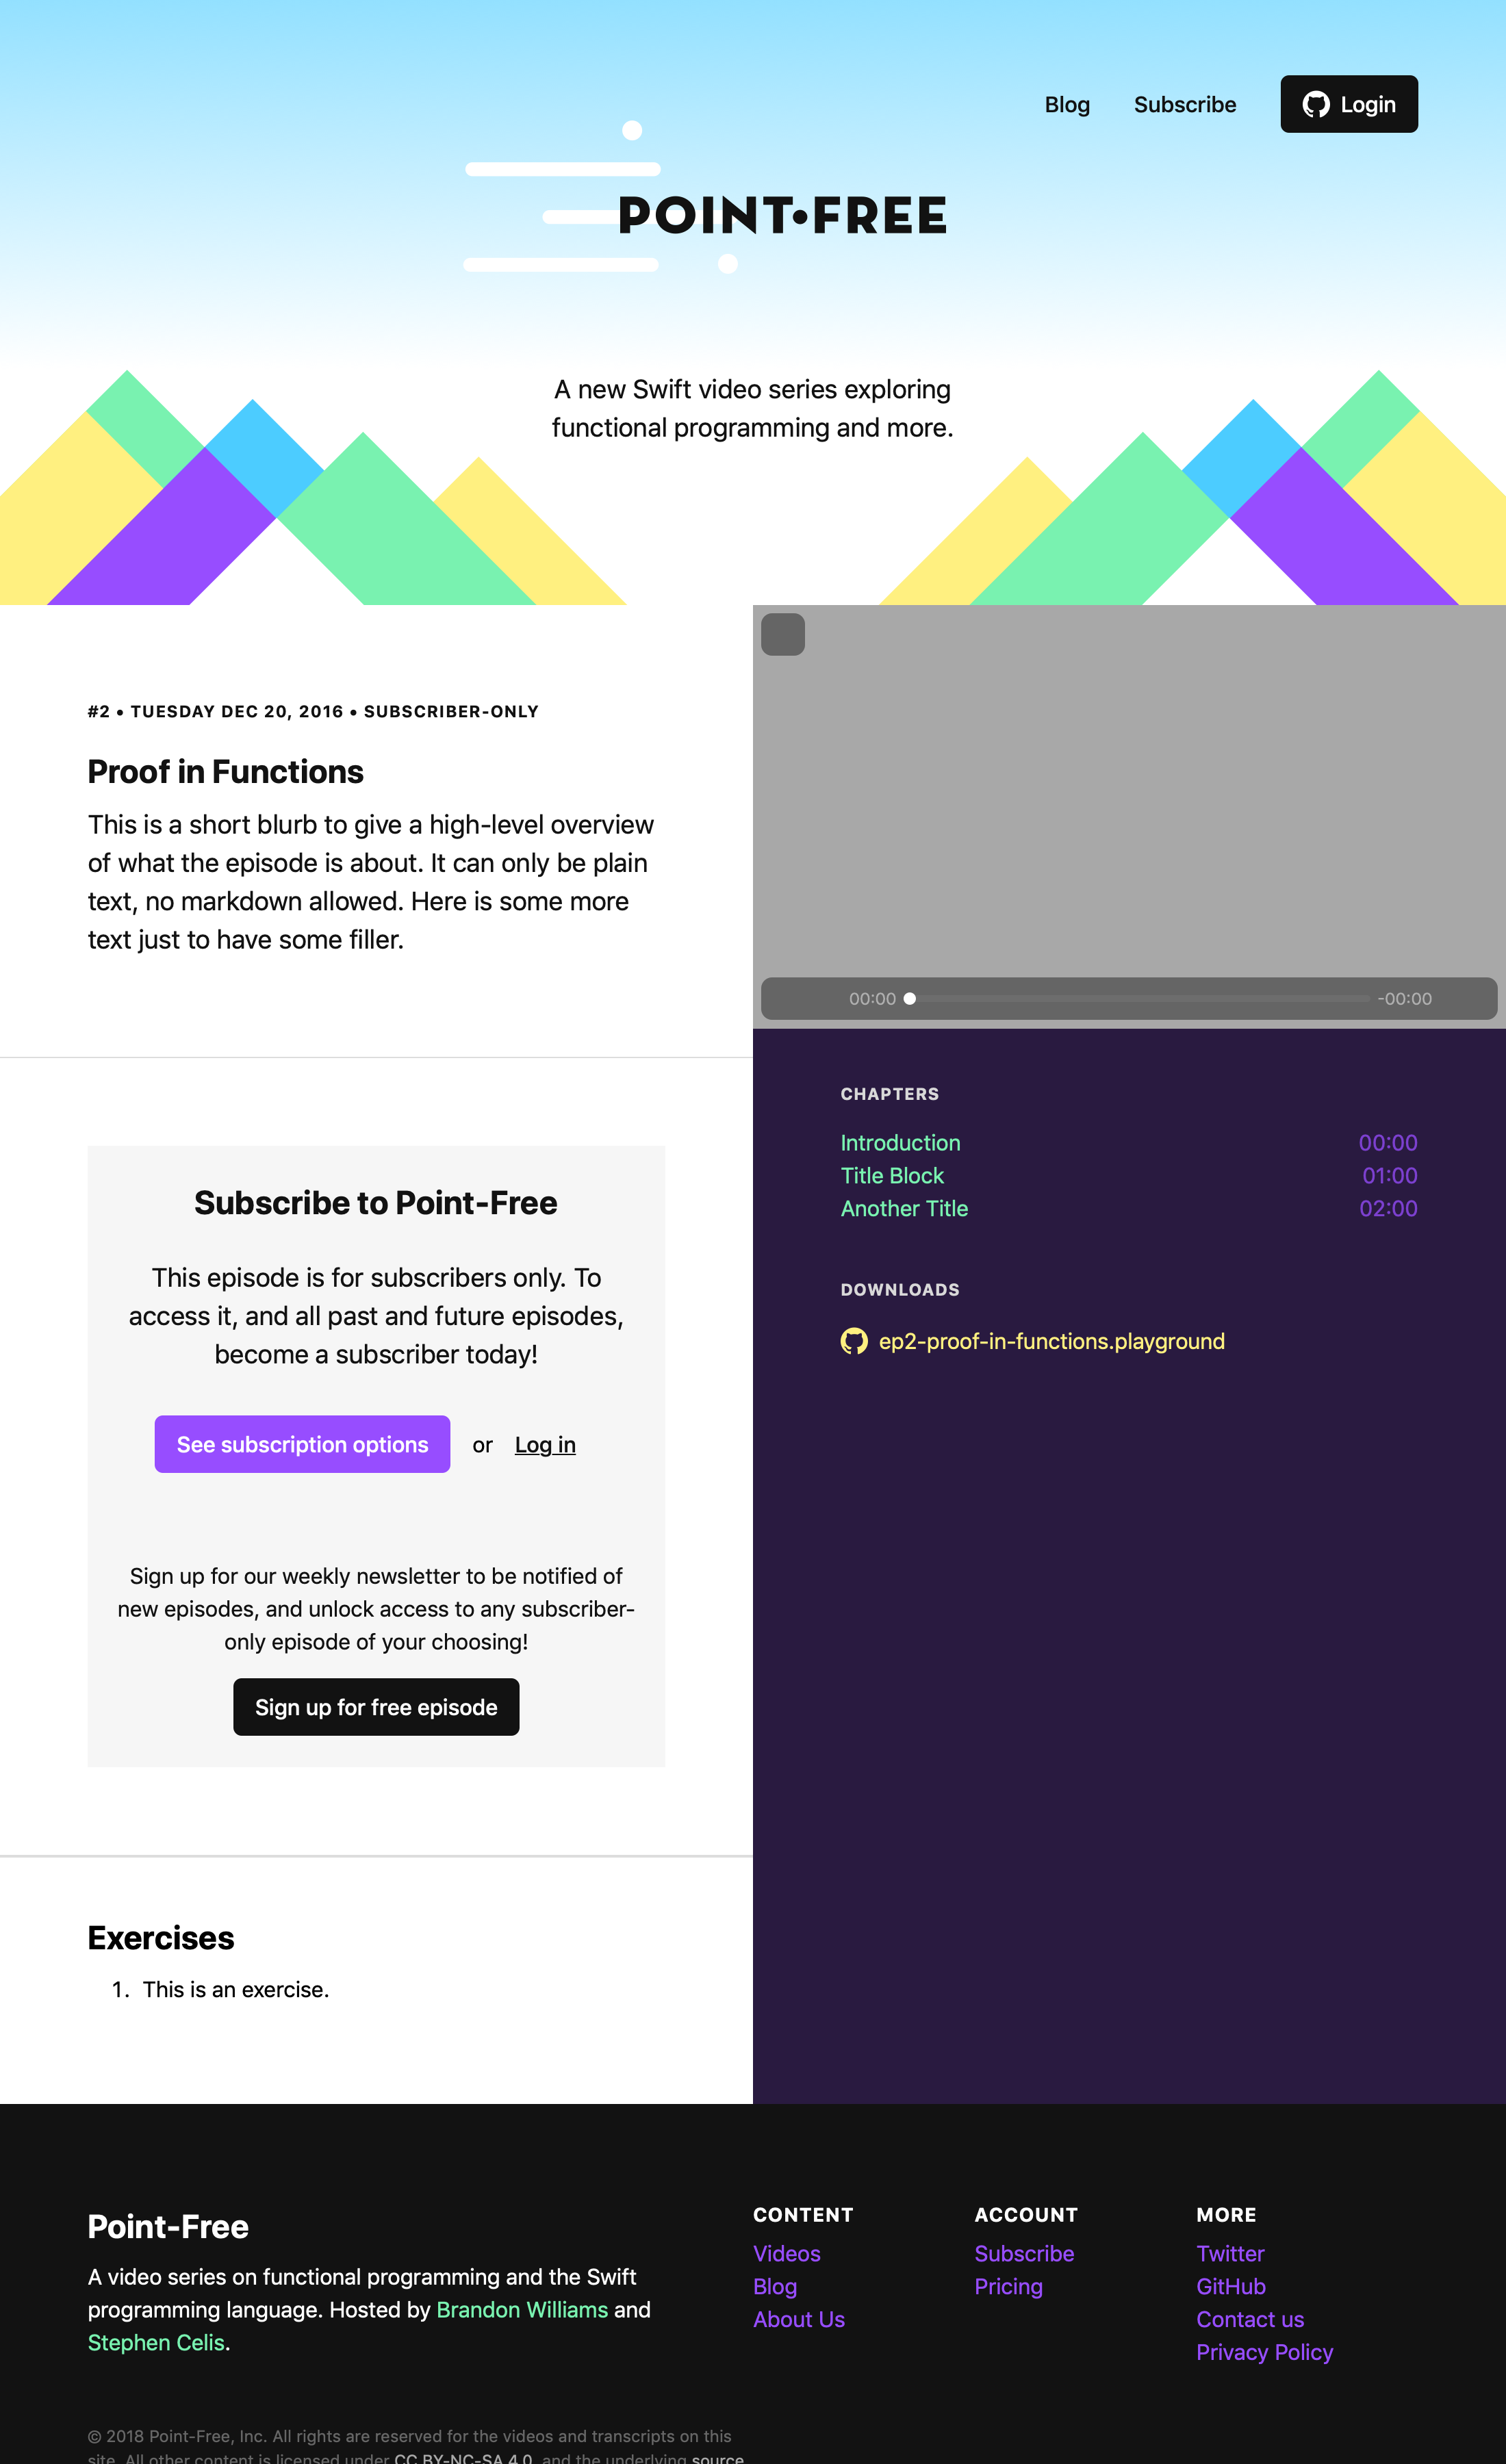 Blog
Subscribe
Login
POINT•FREE
A new Swift video series exploring
functional programming and more.
#2 • TUESDAY DEC 20, 2016 • SUBSCRIBER-ONLY
Proof in Functions
This is a short blurb to give a high-level overview
of what the episode is about. It can only be plain
text, no markdown allowed. Here is some more
text just to have some filler.
00:00
-00:00
Subscribe to Point-Free
This episode is for subscribers only. To
access it, and all past and future episodes,
become a subscriber today!
See subscription options
or
Log in
Sign up for our weekly newsletter to be notified of
new episodes, and unlock access to any subscriber-
only episode of your choosing!
Sign up for free episode
CHAPTERS
Introduction 00:00
Title Block 01:00
Another Title 02:00
DOWNLOADS
ep2-proof-in-functions.playground
Exercises
1. This is an exercise.
Point-Free
A video series on functional programming and the Swift
programming language. Hosted by Brandon Williams and
Stephen Celis.
CONTENT
Videos
Blog
About Us
ACCOUNT
Subscribe
Pricing
MORE
Twitter
GitHub
Contact us
Privacy Policy
© 2018 Point-Free, Inc. All rights are reserved for the videos and transcripts on this
site. All other content is licensed under CC BY-NC-SA 4.0, and the underlying source